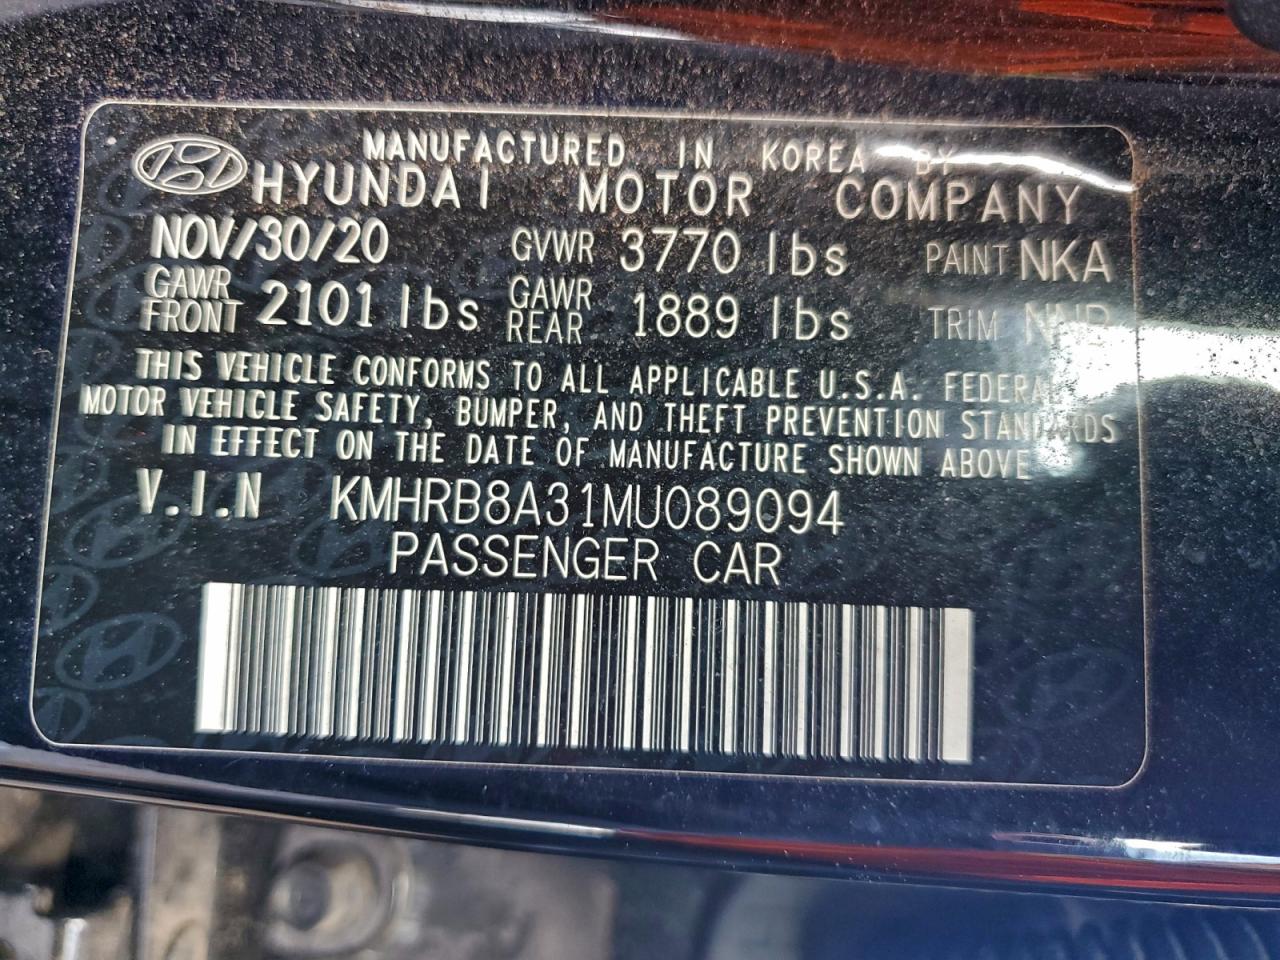 MANUFACTURED IN KOREA BY
HYUNDAI MOTOR COMPANY
NOV/30/20 GVWR 3770 lbs PAINT NKA
GAWR FRONT 2101 lbs GAWR REAR 1889 lbs TRIM
THIS VEHICLE CONFORMS TO ALL APPLICABLE U.S.A. FEDERAL
MOTOR VEHICLE SAFETY, BUMPER, AND THEFT PREVENTION STANDARDS
IN EFFECT ON THE DATE OF MANUFACTURE SHOWN ABOVE
V.I.N KMHRB8A31MU089094
PASSENGER CAR